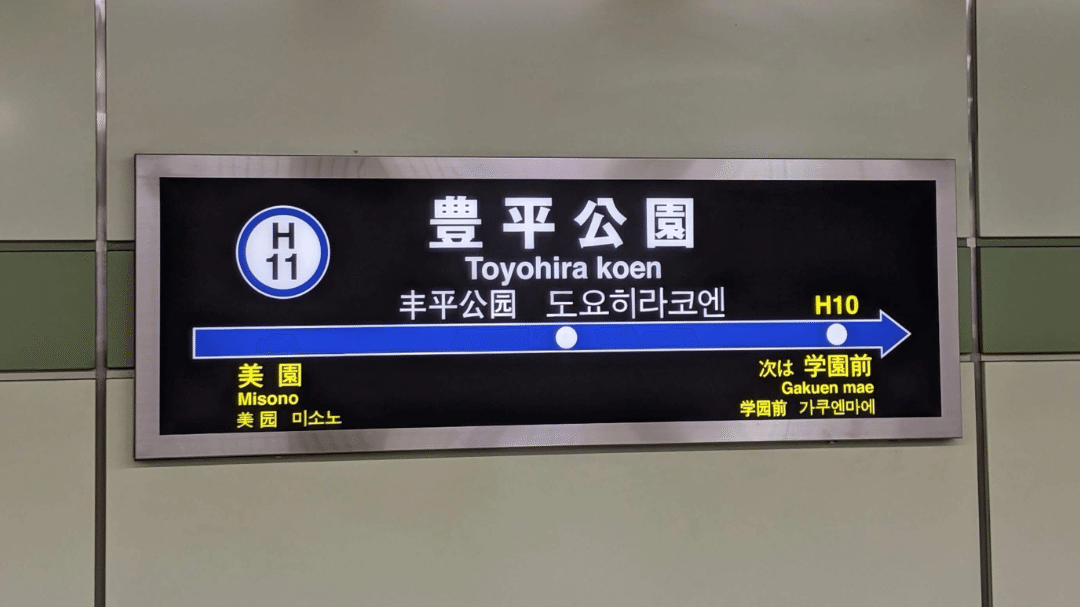 H
11
豊平公園
Toyohira koen
丰平公园 도요히라코엔
H10
美園
Misono
美园 미소노
次は 学園前
Gakuen mae
学园前 가쿠엔마에